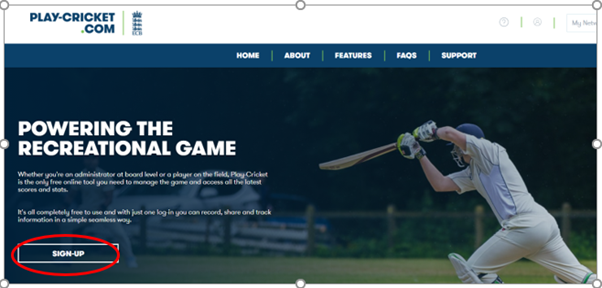 PLAY-CRICKET
.COM
ECB
My Netw
HOME
ABOUT
FEATURES
FAQS
SUPPORT
POWERING THE
RECREATIONAL GAME
Whether you're an administrator at board level or a player on the field, Play-Cricket
is the only free online tool you need to manage the game and access all the latest
scores and stats.
It's all completely free to use and with just one log-in you can record, share and track
information in a simple seamless way.
SIGN-UP